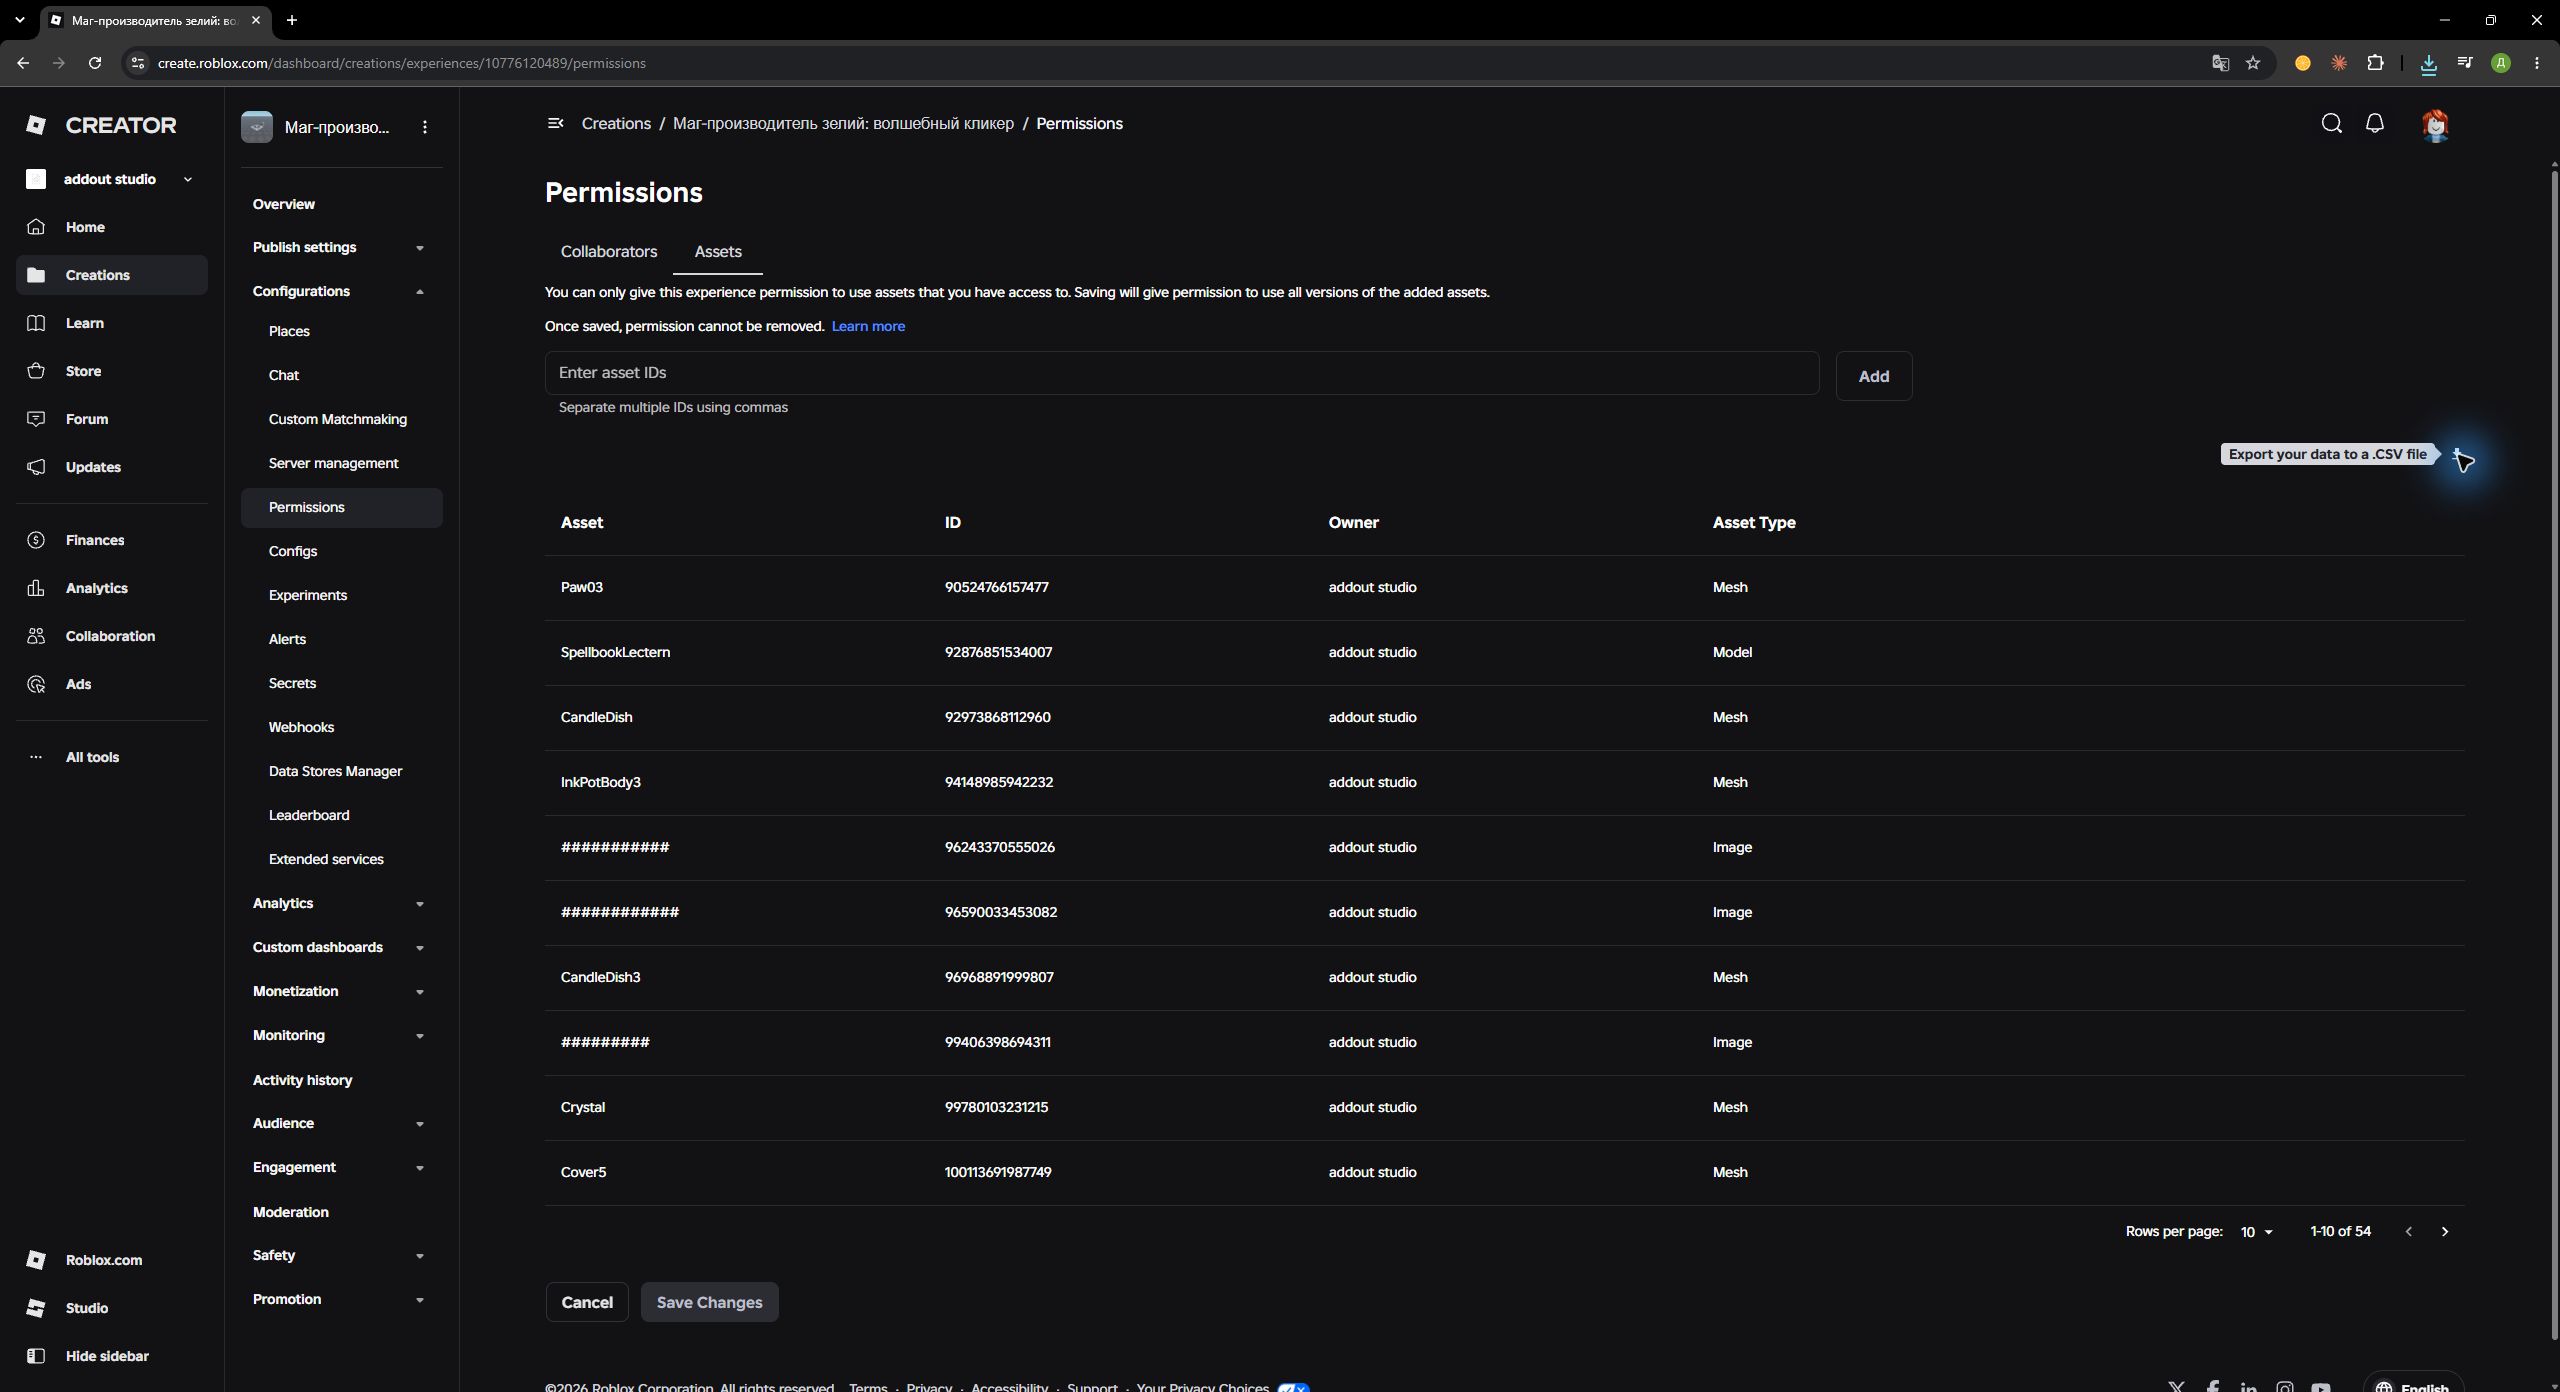 Маг-производитель зелий: во
create.roblox.com/dashboard/creations/experiences/10776120489/permissions
Д
CREATOR
addout studio
Home
Creations
Learn
Store
Forum
Updates
Finances
Analytics
Collaboration
Ads
All tools
Roblox.com
Studio
Hide sidebar
Маг-произво...
Overview
Publish settings
Configurations
Places
Chat
Custom Matchmaking
Server management
Permissions
Configs
Experiments
Alerts
Secrets
Webhooks
Data Stores Manager
Leaderboard
Extended services
Analytics
Custom dashboards
Monetization
Monitoring
Activity history
Audience
Engagement
Moderation
Safety
Promotion
Creations / Маг-производитель зелий: волшебный кликер / Permissions
Permissions
Collaborators Assets
You can only give this experience permission to use assets that you have access to. Saving will give permission to use all versions of the added assets.
Once saved, permission cannot be removed. Learn more
Enter asset IDs
Add
Separate multiple IDs using commas
Export your data to a .CSV file
Asset ID Owner Asset Type
Paw03 90524766157477 addout studio Mesh
SpellbookLectern 92876851534007 addout studio Model
CandleDish 92973868112960 addout studio Mesh
InkPotBody3 94148985942232 addout studio Mesh
########### 96243370555026 addout studio Image
############ 96590033453082 addout studio Image
CandleDish3 96968891999807 addout studio Mesh
######### 99406398694311 addout studio Image
Crystal 99780103231215 addout studio Mesh
Cover5 100113691987749 addout studio Mesh
Rows per page: 10 1-10 of 54
Cancel Save Changes
©2026 Roblox Corporation. All rights reserved. Terms · Privacy · Accessibility · Support · Your Privacy Choices
English